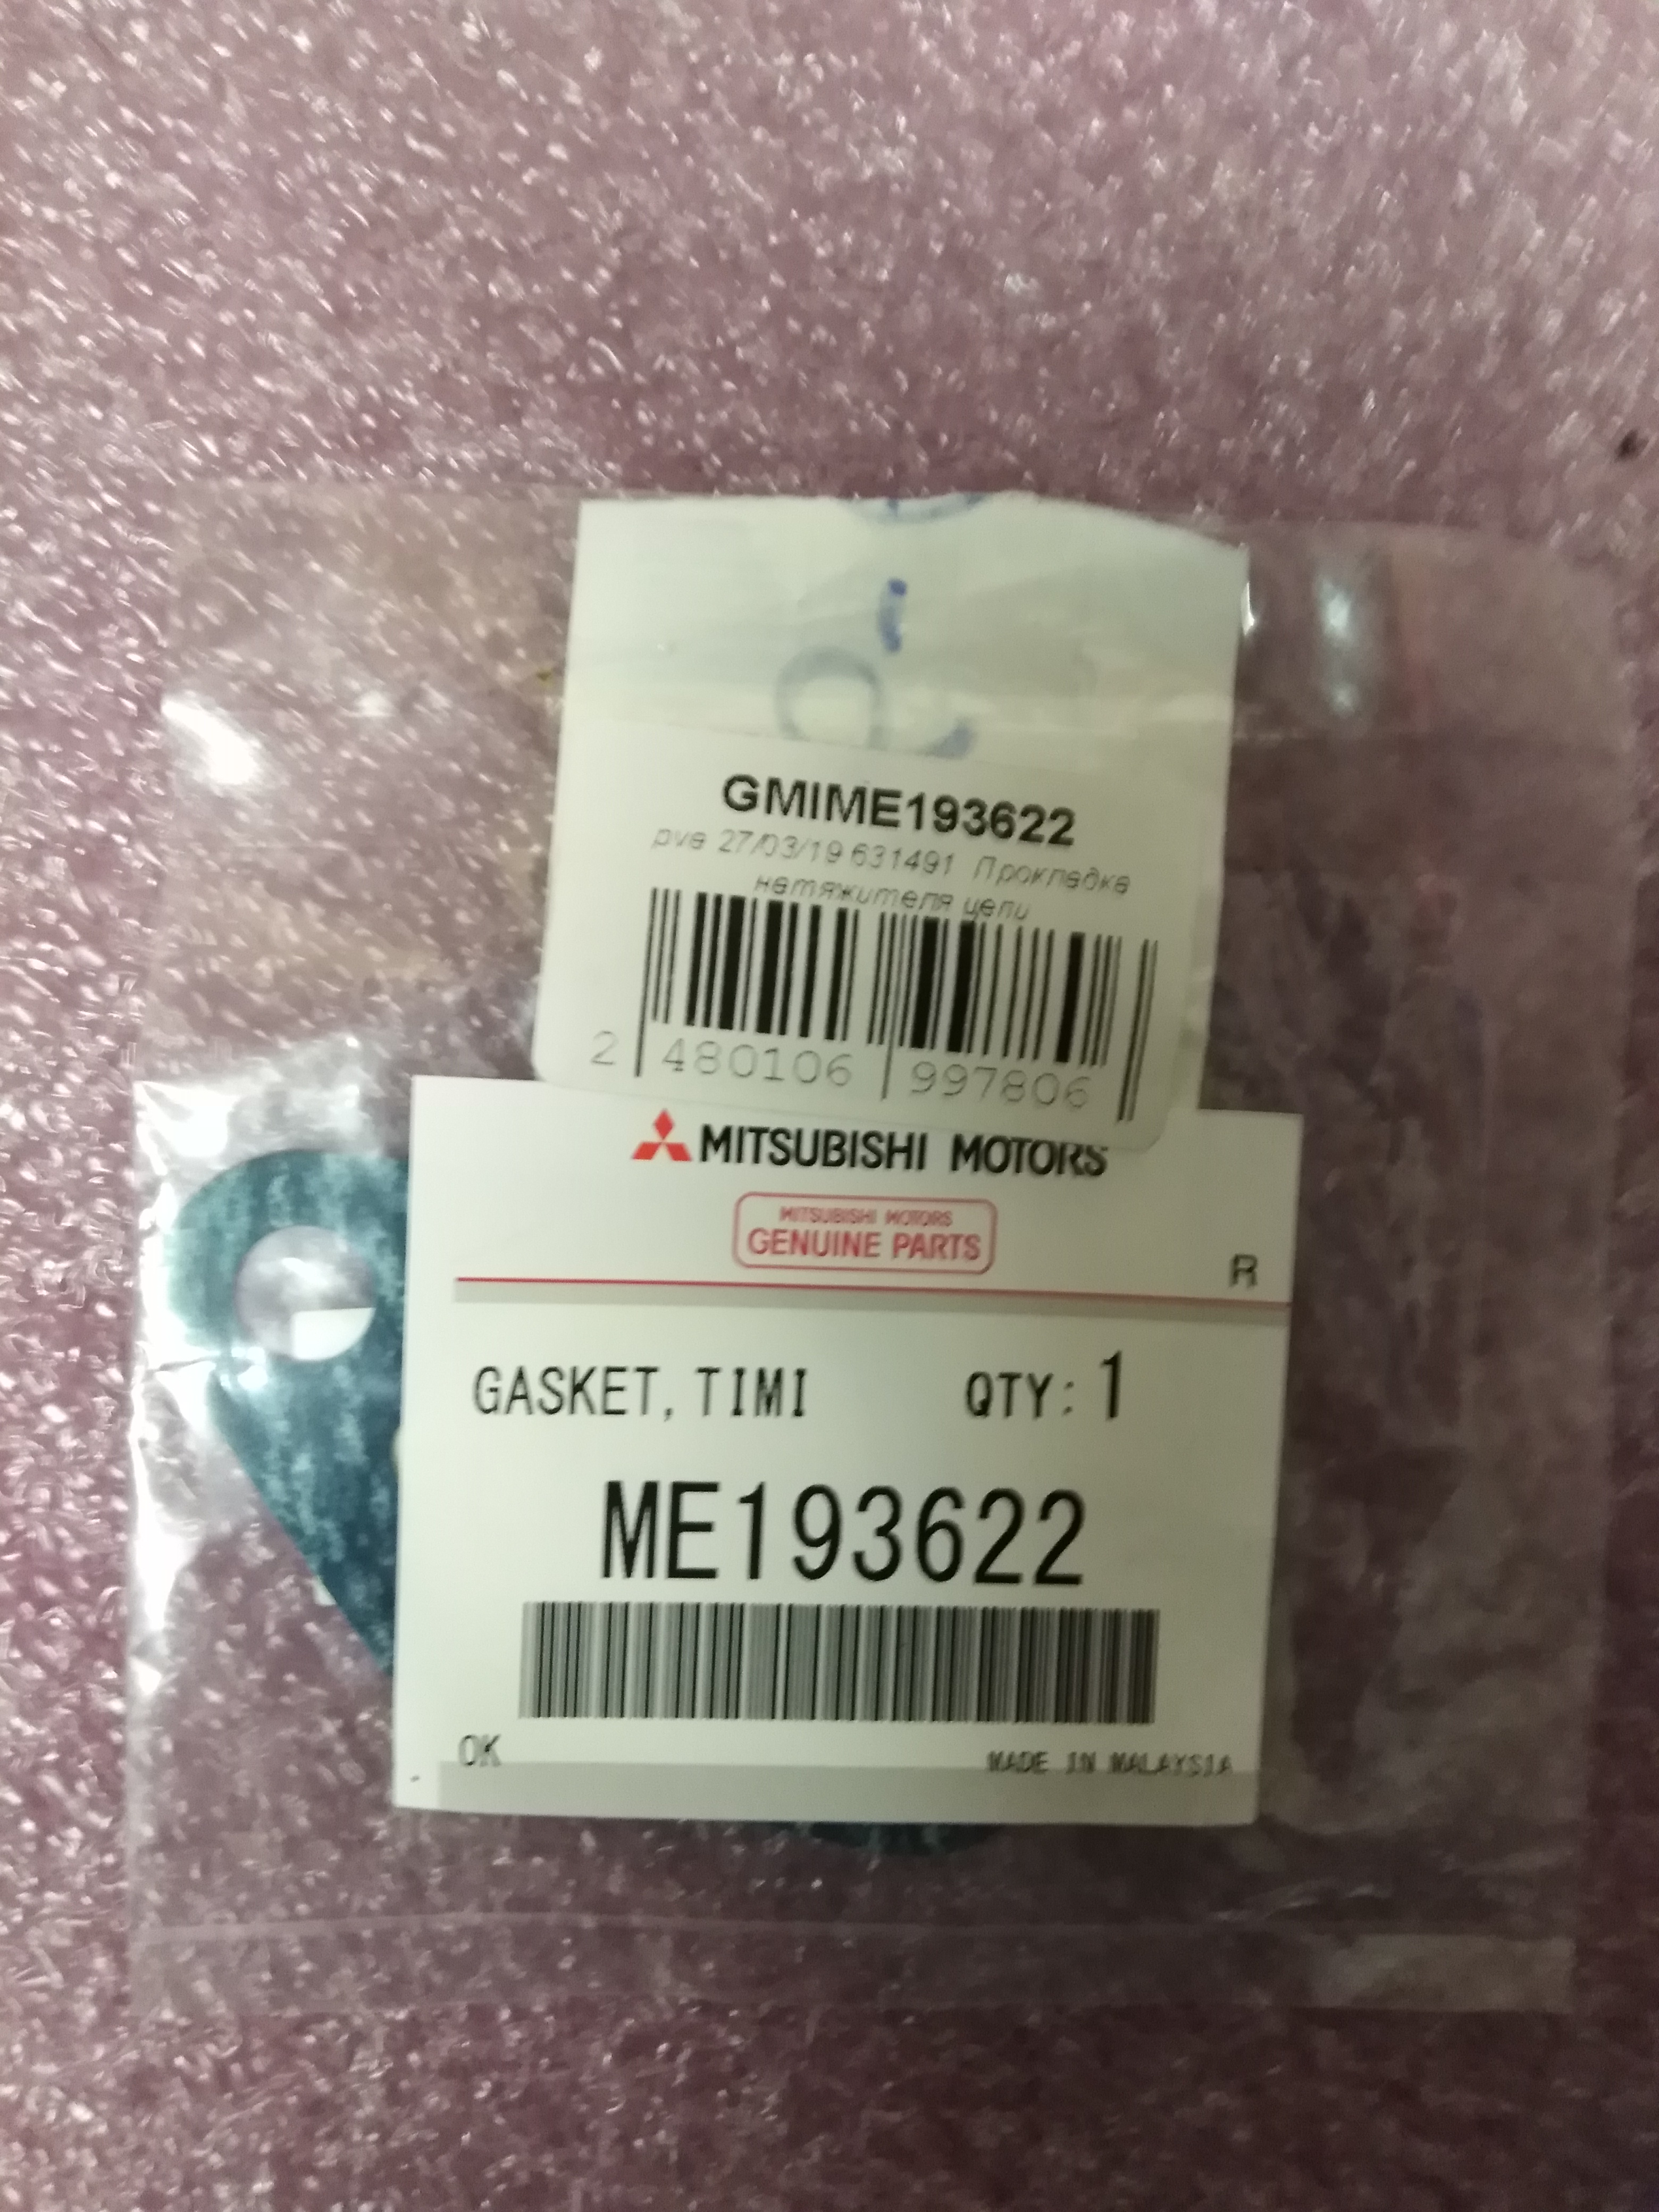 GMIME193622
pve 27/03/19 631491 Прокладка
натяжителя цепи
2 480106 997806
MITSUBISHI MOTORS
MITSUBISHI MOTORS
GENUINE PARTS
R
GASKET, TIMI QTY: 1
ME193622
OK MADE IN MALAYSIA